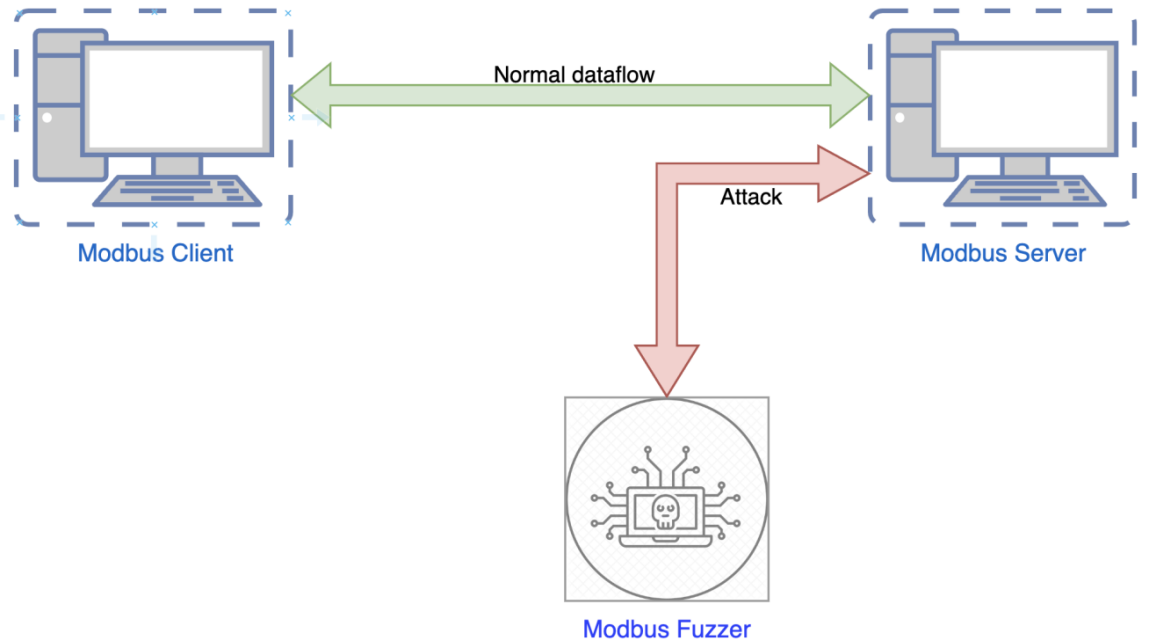 Normal dataflow
Attack
Modbus Client
Modbus Server
Modbus Fuzzer